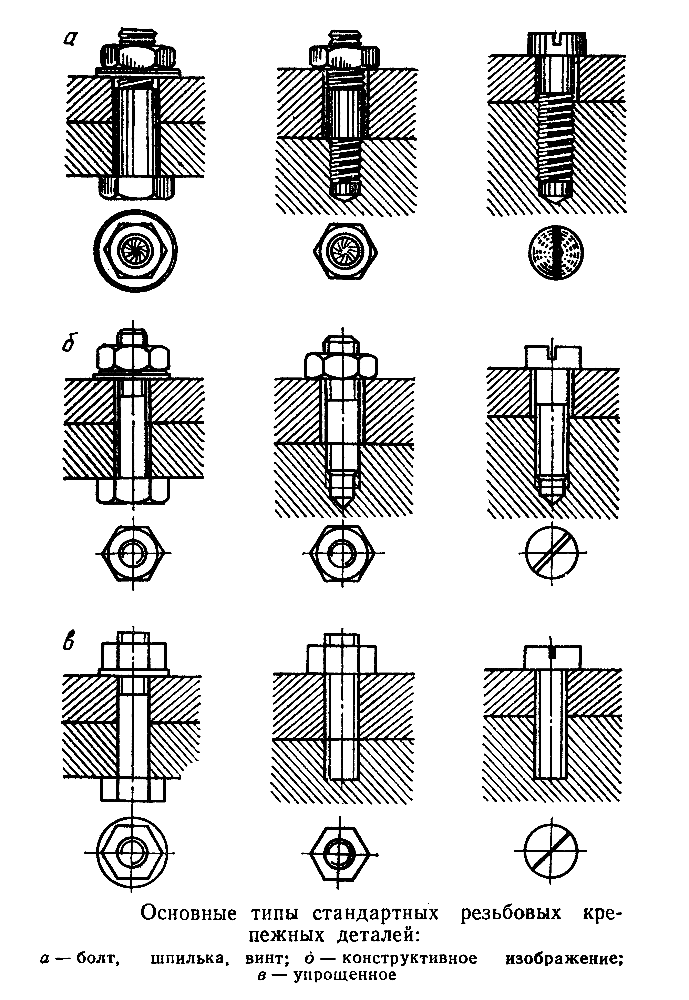 а
б
в
Основные типы стандартных резьбовых кре-
пежных деталей:
а — болт, шпилька, винт; б — конструктивное изображение;
в — упрощенное